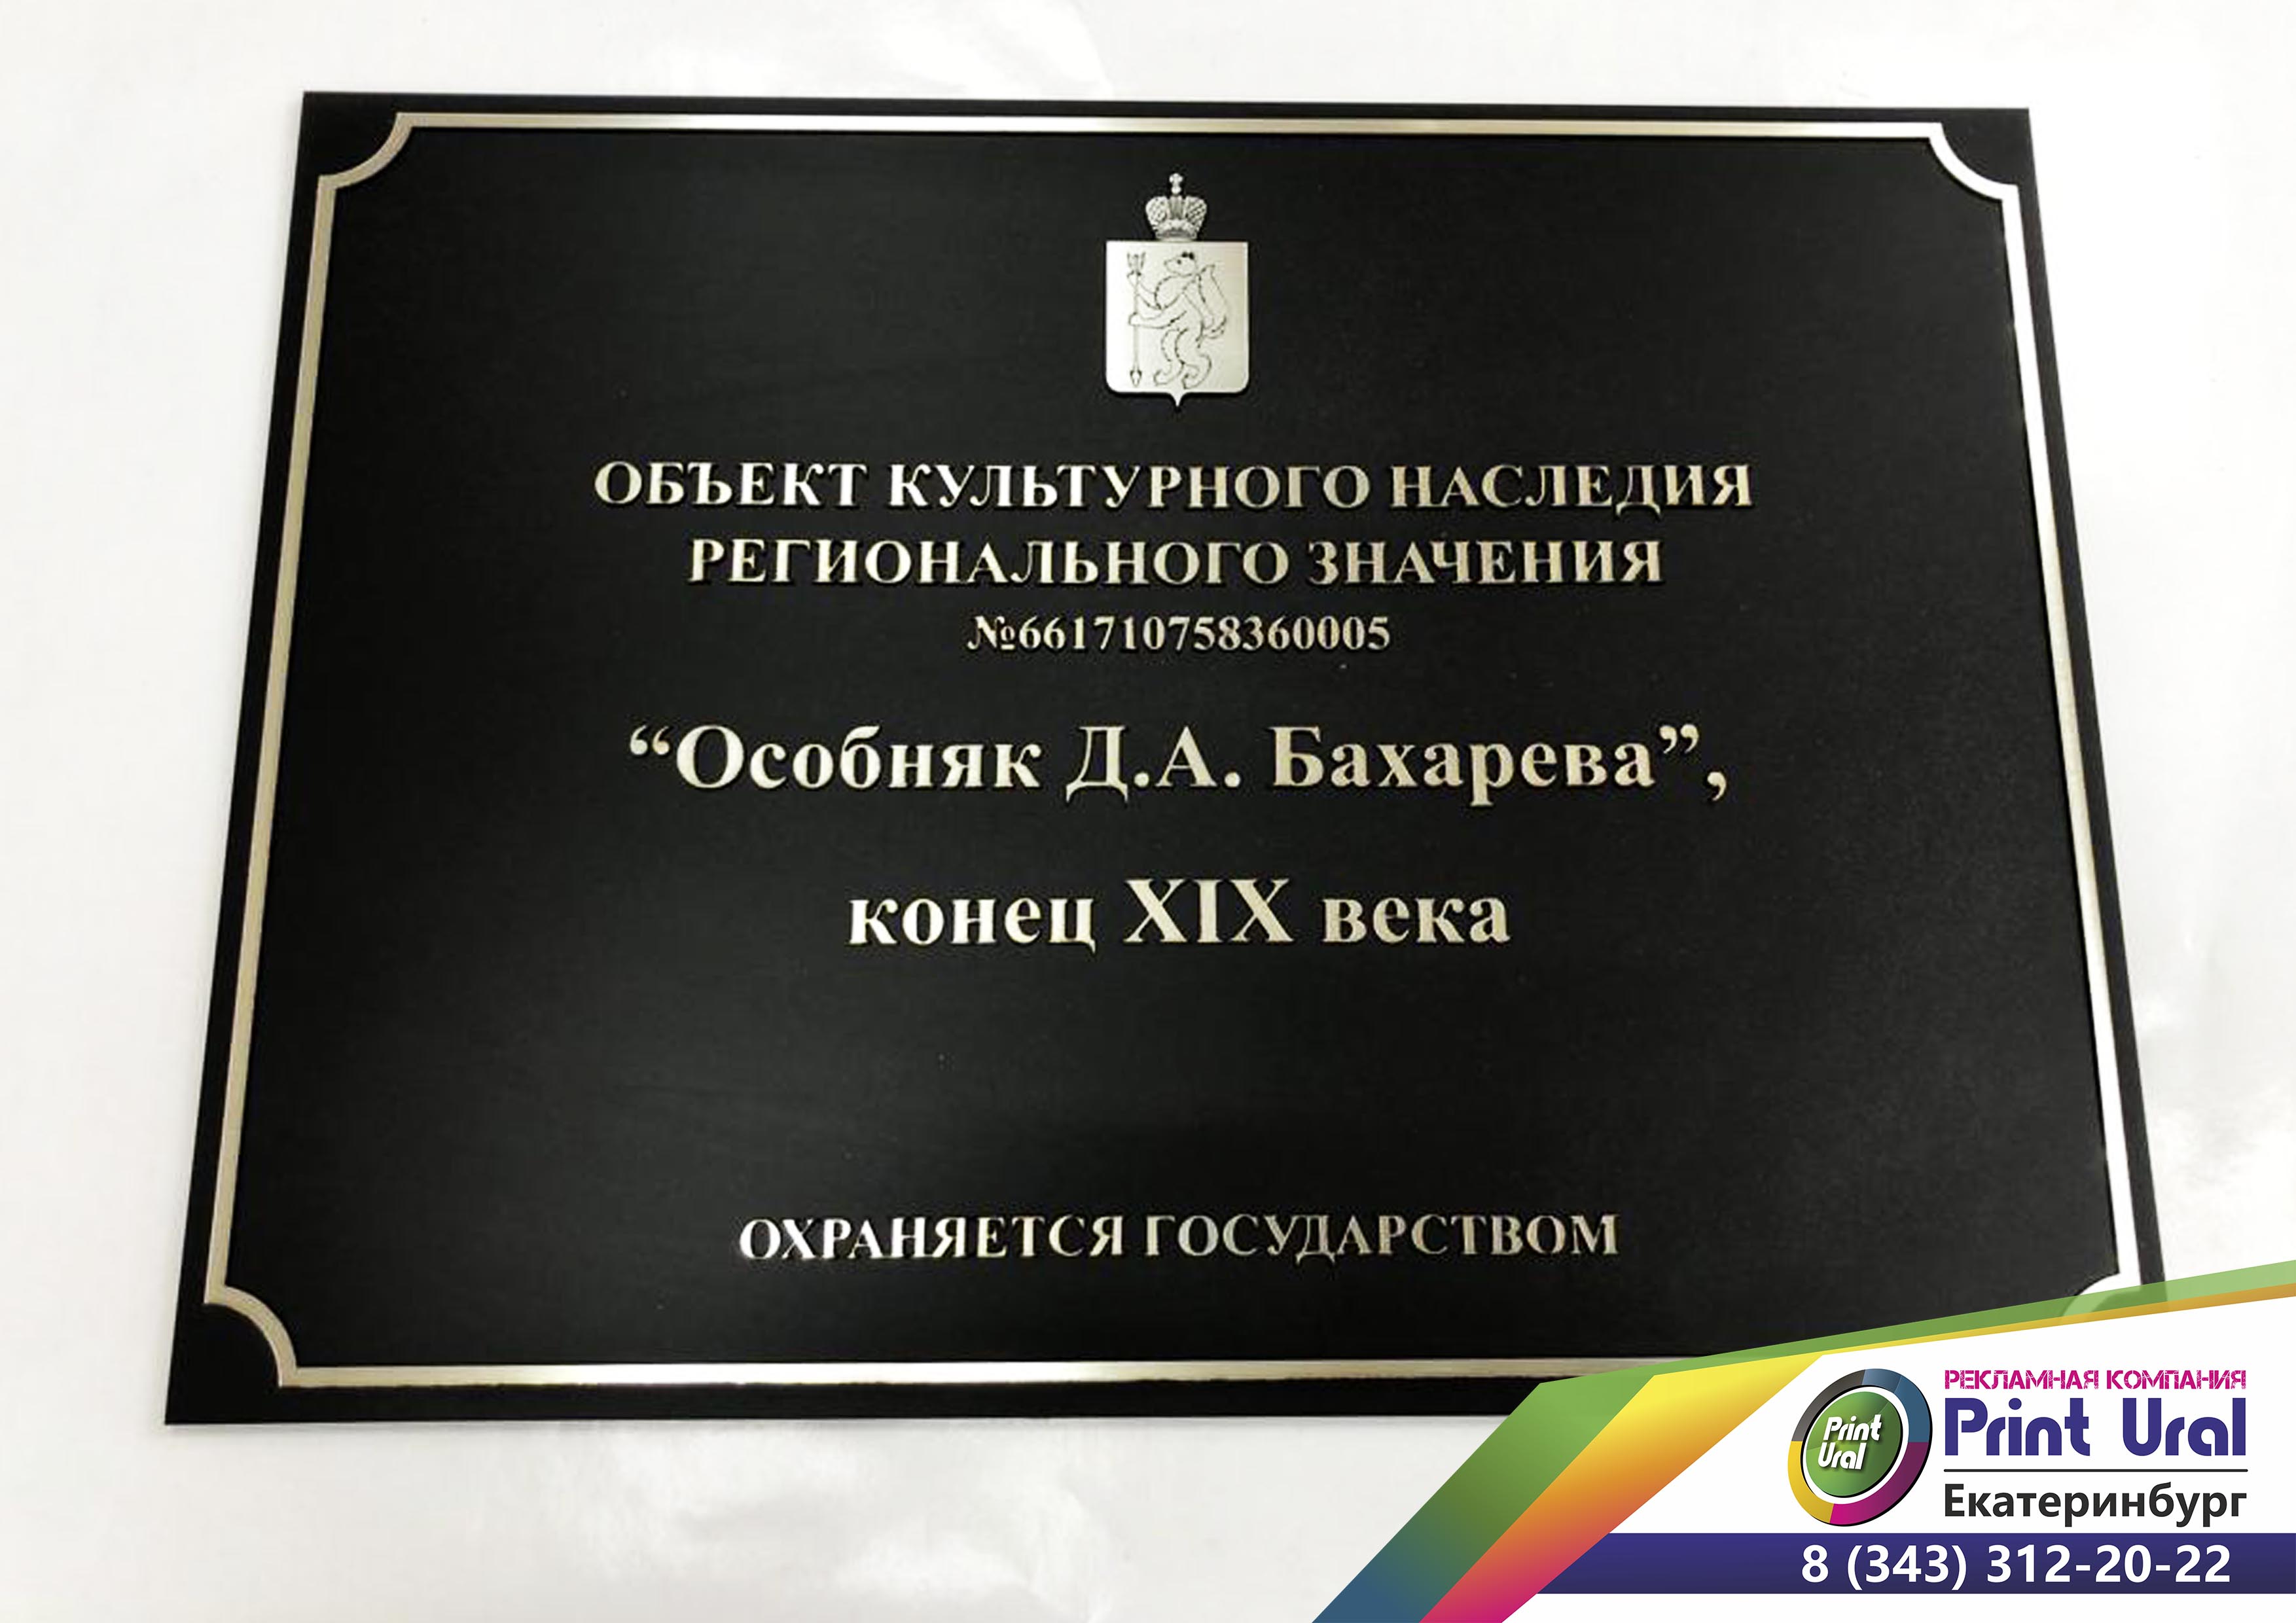 ОБЪЕКТ КУЛЬТУРНОГО НАСЛЕДИЯ
РЕГИОНАЛЬНОГО ЗНАЧЕНИЯ
№661710758360005
“Особняк Д.А. Бахарева”,
конец XIX века
ОХРАНЯЕТСЯ ГОСУДАРСТВОМ
Print
Ural
РЕКЛАМНАЯ КОМПАНИЯ
Print Ural
Екатеринбург
8 (343) 312-20-22